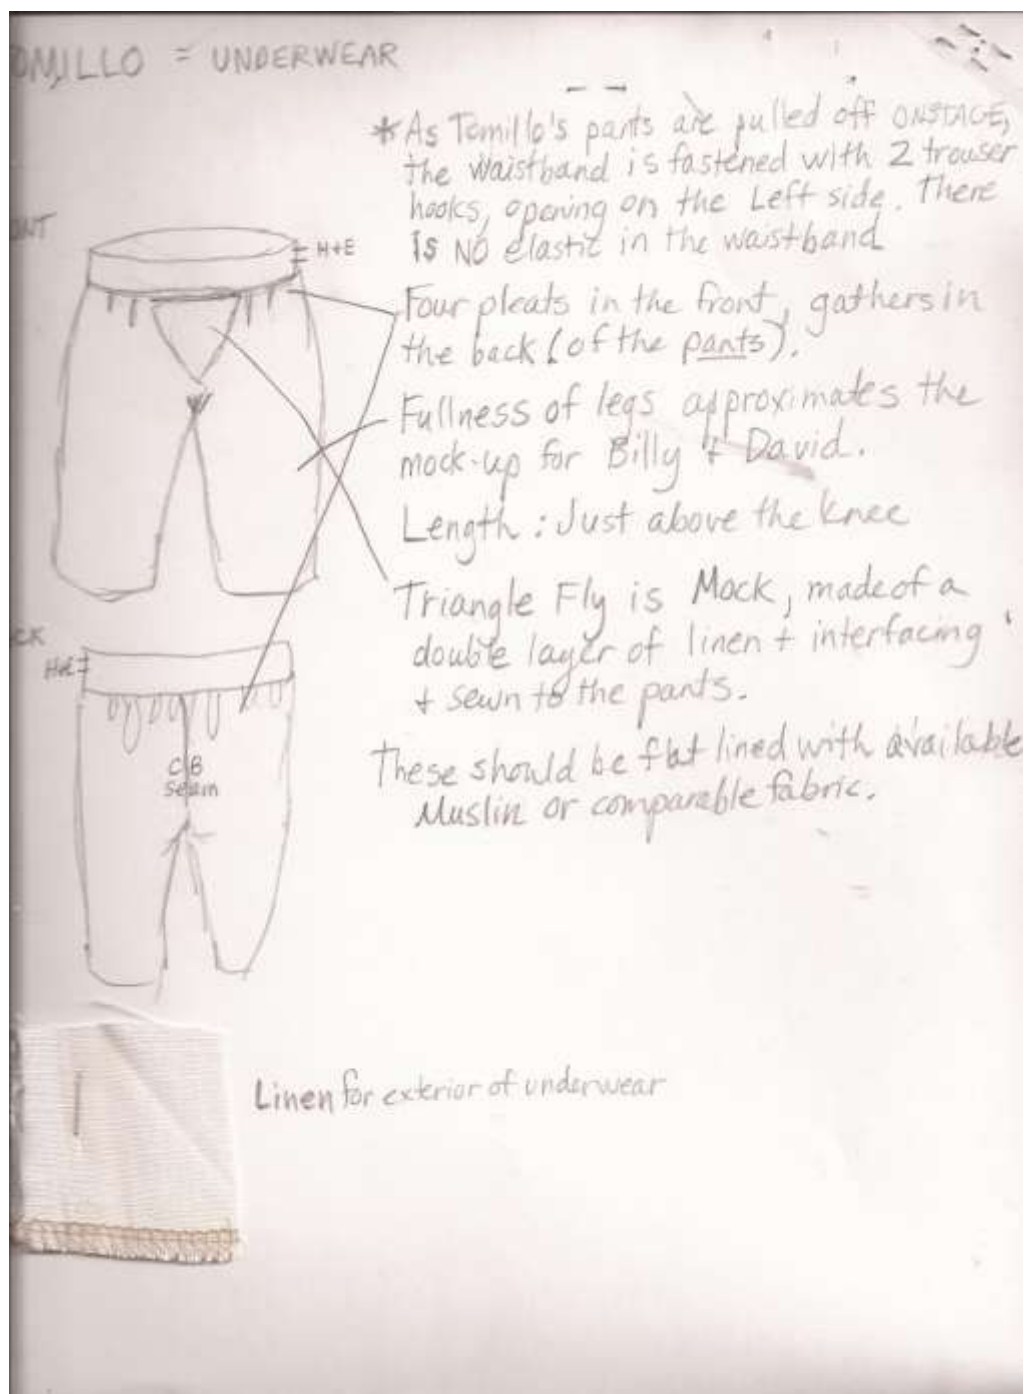 OMILLO = UNDERWEAR
*As Tomillo's pants are pulled off ONSTAGE,
the waistband is fastened with 2 trouser
hooks, opening on the Left side. There
is NO elastic in the waistband
ONT
H+E
Four pleats in the front, gathers in
the back (of the pants).
Fullness of legs approximates the
mock-up for Billy + David.
Length: Just above the knee
Triangle Fly is Mock, made of a
double layer of linen + interfacing
+ sewn to the pants.
CK
H+E
CB
Seam
These should be flat lined with available
Muslin or comparable fabric.
Linen for exterior of underwear